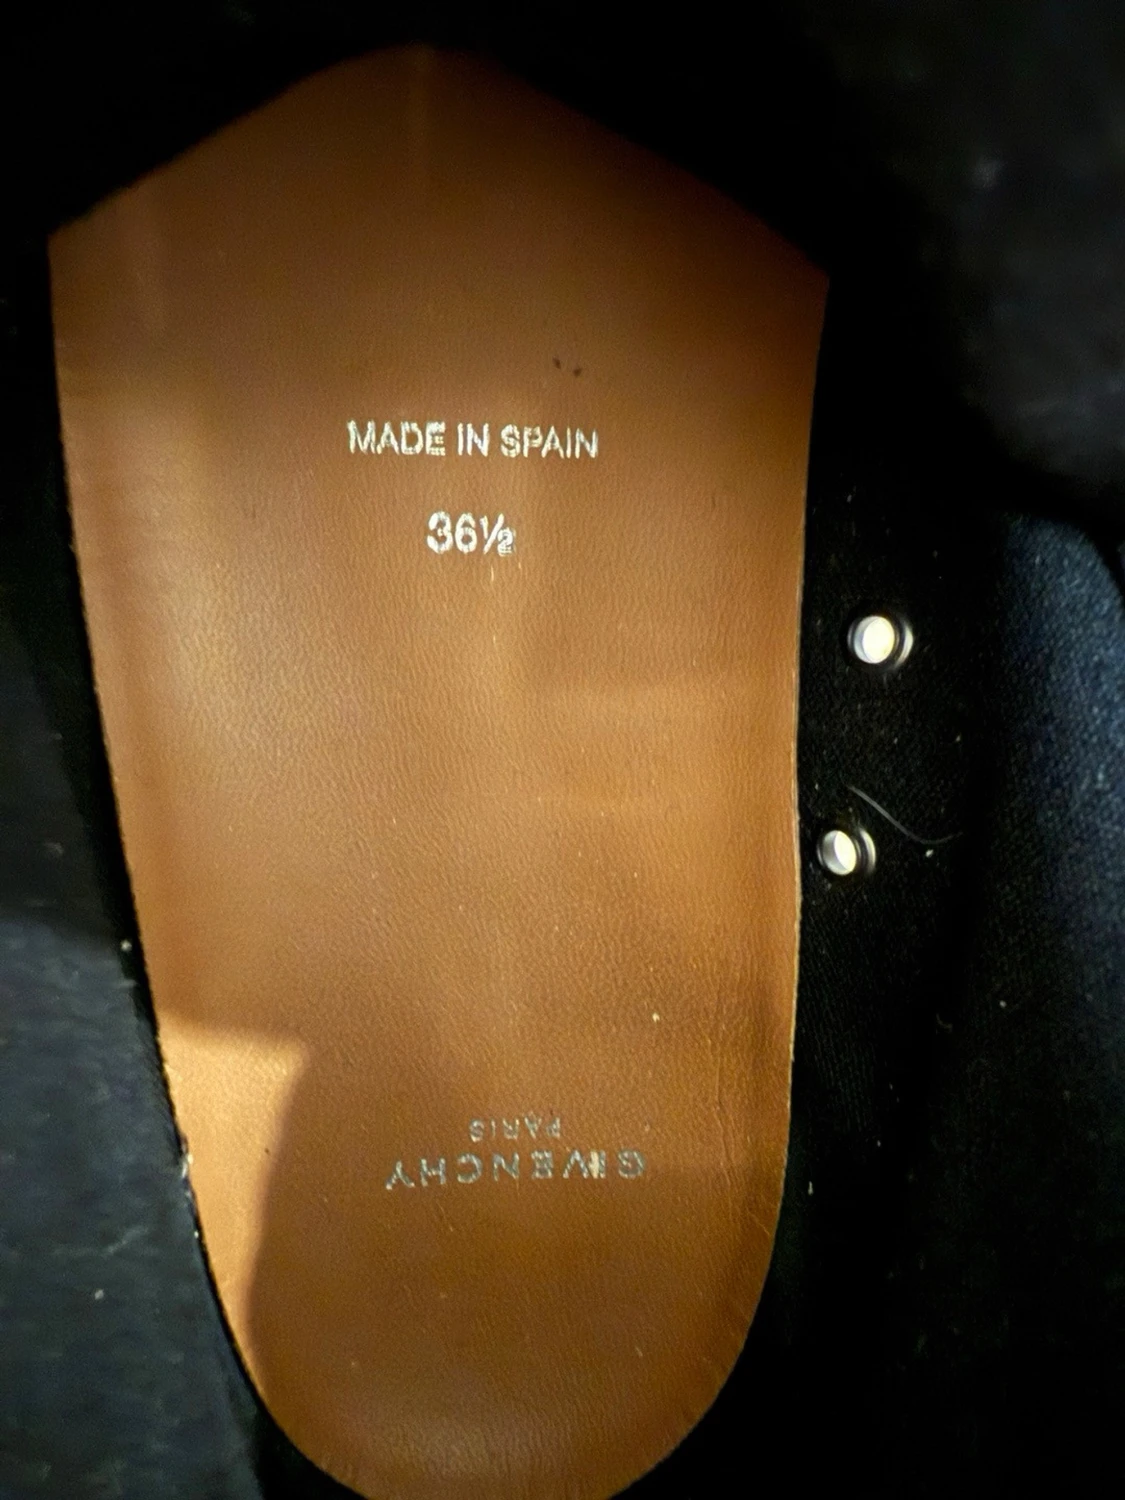 MADE IN SPAIN
36½
GIVENCHY
PARIS